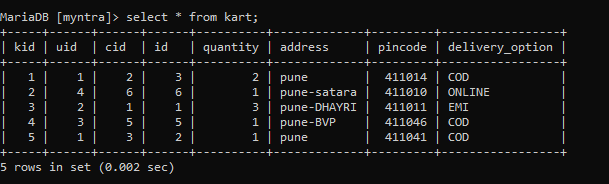 MariaDB [myntra]> select * from kart;
+-----+-----+-----+----+----------+-------------+---------+-----------------+
| kid | uid | cid | id | quantity | address     | pincode | delivery_option |
+-----+-----+-----+----+----------+-------------+---------+-----------------+
|   1 |   1 |   2 |  3 |        2 | pune        |  411014 | COD             |
|   2 |   4 |   6 |  6 |        1 | pune-satara |  411010 | ONLINE          |
|   3 |   2 |   1 |  1 |        3 | pune-DHAYRI |  411011 | EMI             |
|   4 |   3 |   5 |  5 |        1 | pune-BVP    |  411046 | COD             |
|   5 |   1 |   3 |  2 |        1 | pune        |  411041 | COD             |
+-----+-----+-----+----+----------+-------------+---------+-----------------+
5 rows in set (0.002 sec)